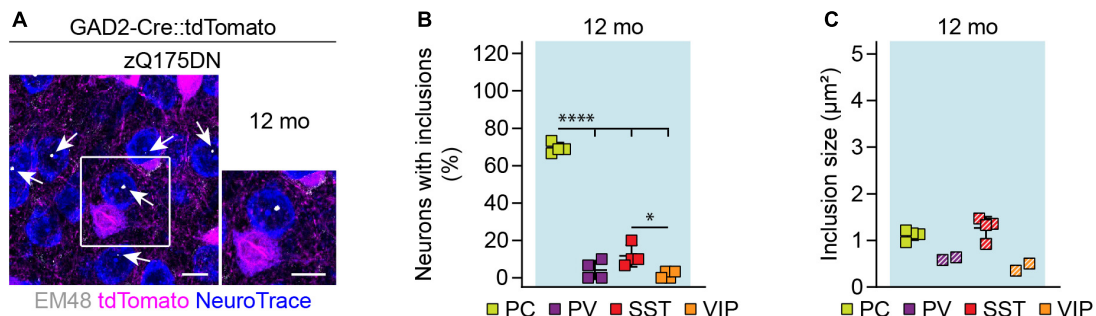 A
GAD2-Cre::tdTomato
zQ175DN
12 mo
EM48 tdTomato NeuroTrace
B
12 mo
Neurons with inclusions
(%)
120
100
80
60
40
20
0
****
*
PC PV SST VIP
C
12 mo
Inclusion size (µm²)
5
4
3
2
1
0
PC PV SST VIP